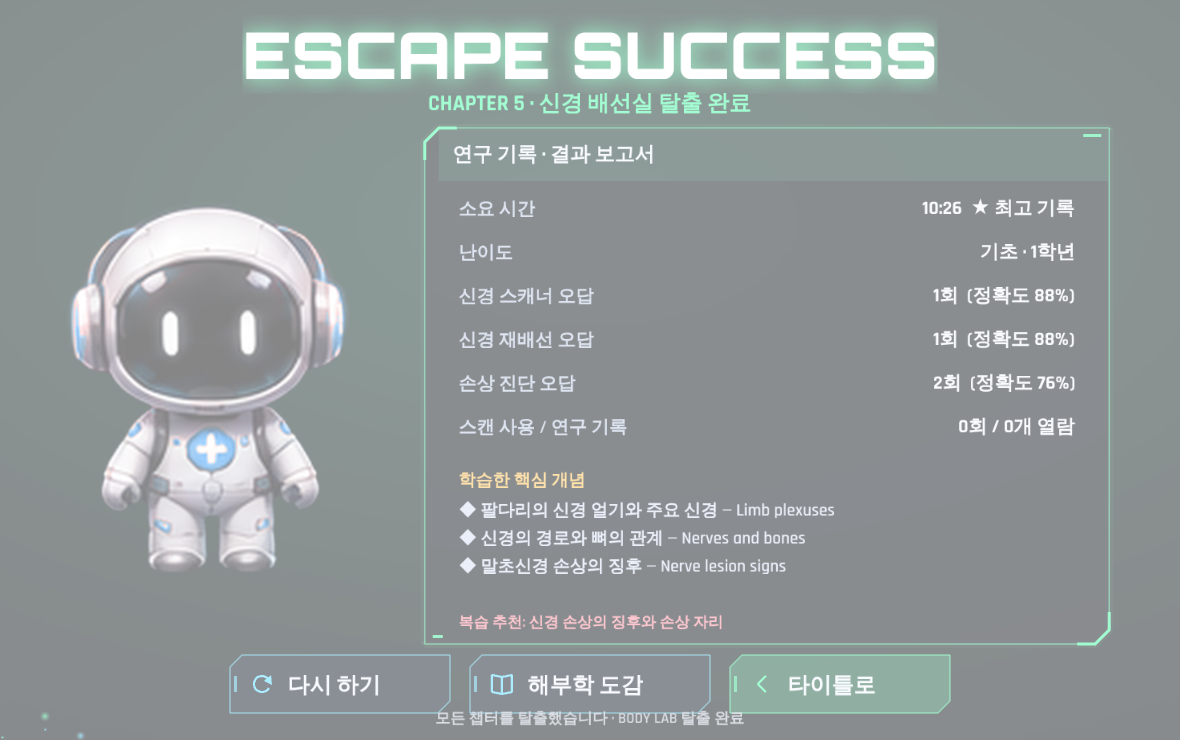 ESCAPE SUCCESS
CHAPTER 5 · 신경 배선실 탈출 완료
연구 기록 · 결과 보고서
소요 시간 10:26 ★ 최고 기록
난이도 기초 · 1학년
신경 스캐너 오답 1회 (정확도 88%)
신경 재배선 오답 1회 (정확도 88%)
손상 진단 오답 2회 (정확도 76%)
스캔 사용 / 연구 기록 0회 / 0개 열람
학습한 핵심 개념
◆ 팔다리의 신경 얼기와 주요 신경 – Limb plexuses
◆ 신경의 경로와 뼈의 관계 – Nerves and bones
◆ 말초신경 손상의 징후 – Nerve lesion signs
복습 추천: 신경 손상의 징후와 손상 자리
다시 하기 해부학 도감 타이틀로
모든 챕터를 탈출했습니다 · BODY LAB 탈출 완료